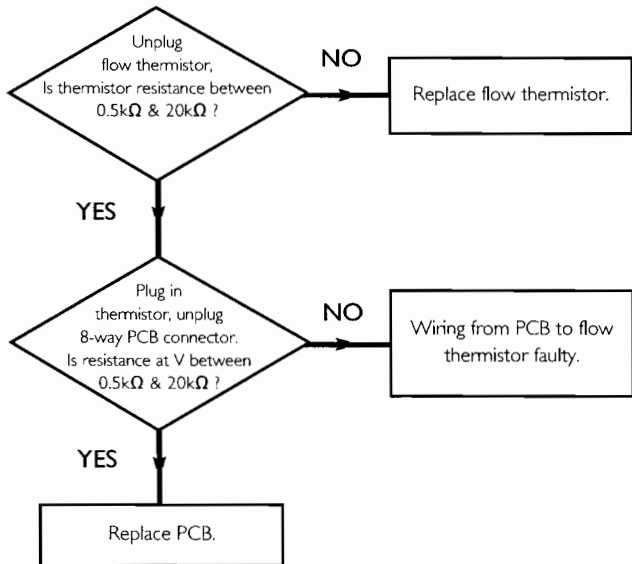 Unplug
flow thermistor,
Is thermistor resistance between
0.5kΩ & 20kΩ ?
NO
Replace flow thermistor.
YES
Plug in
thermistor, unplug
8-way PCB connector.
Is resistance at V between
0.5kΩ & 20kΩ ?
NO
Wiring from PCB to flow
thermistor faulty.
YES
Replace PCB.